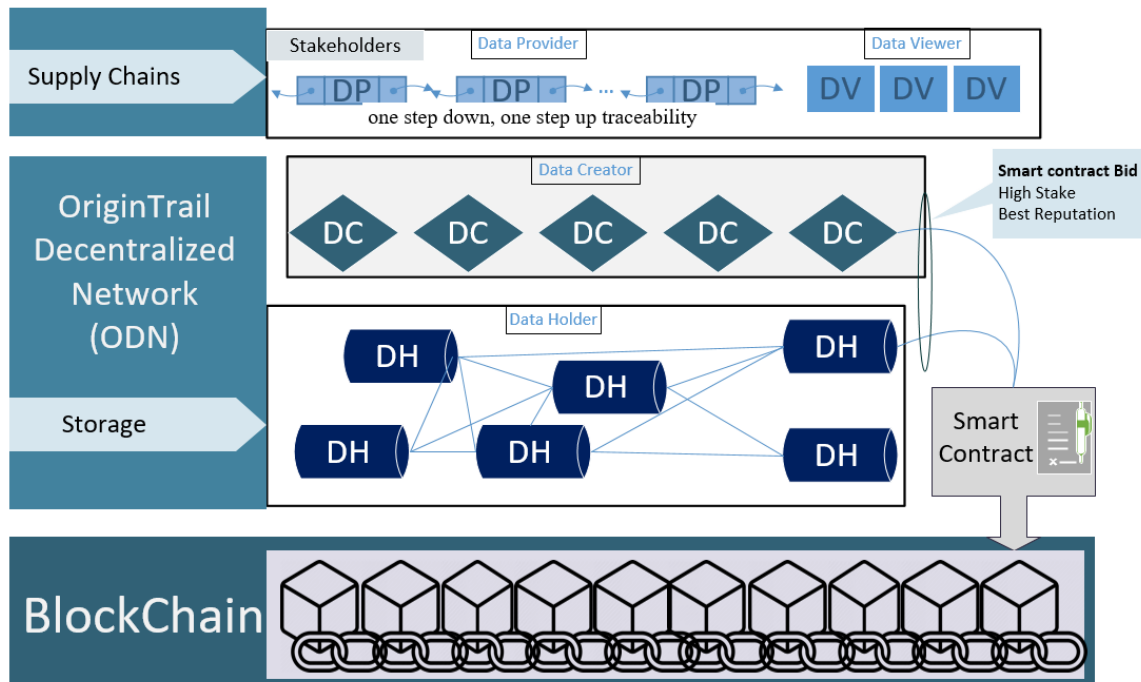 Supply Chains
Stakeholders
Data Provider
Data Viewer
DP DP ... DP
DV DV DV
one step down, one step up traceability
OriginTrail
Decentralized
Network
(ODN)
Data Creator
DC DC DC DC DC
Smart contract Bid
High Stake
Best Reputation
Storage
Data Holder
DH
DH
DH
DH
DH
DH
Smart
Contract
BlockChain